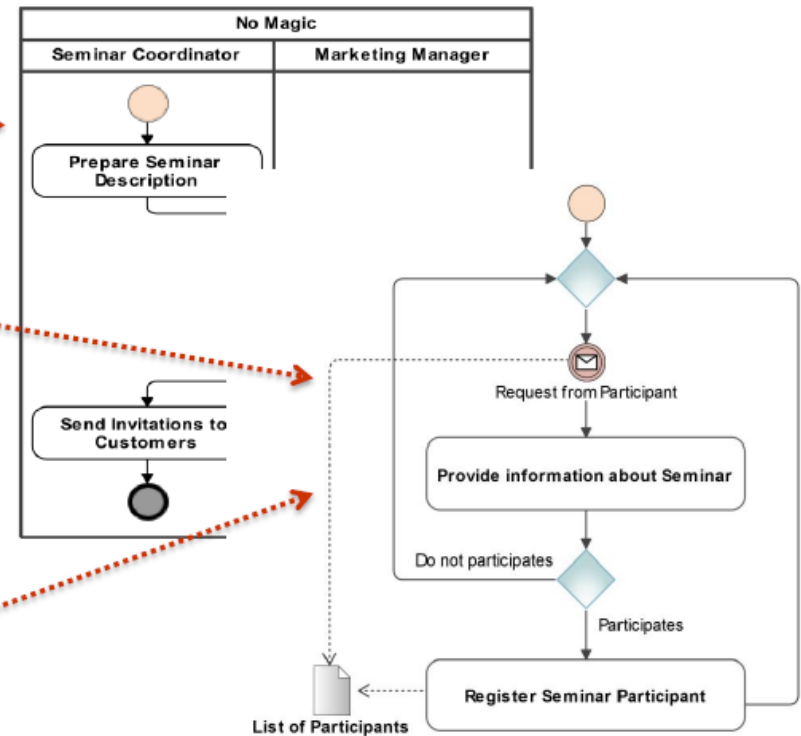 No Magic
Seminar Coordinator
Marketing Manager
Prepare Seminar
Description
Send Invitations to
Customers
Request from Participant
Provide information about Seminar
Do not participates
Participates
Register Seminar Participant
List of Participants